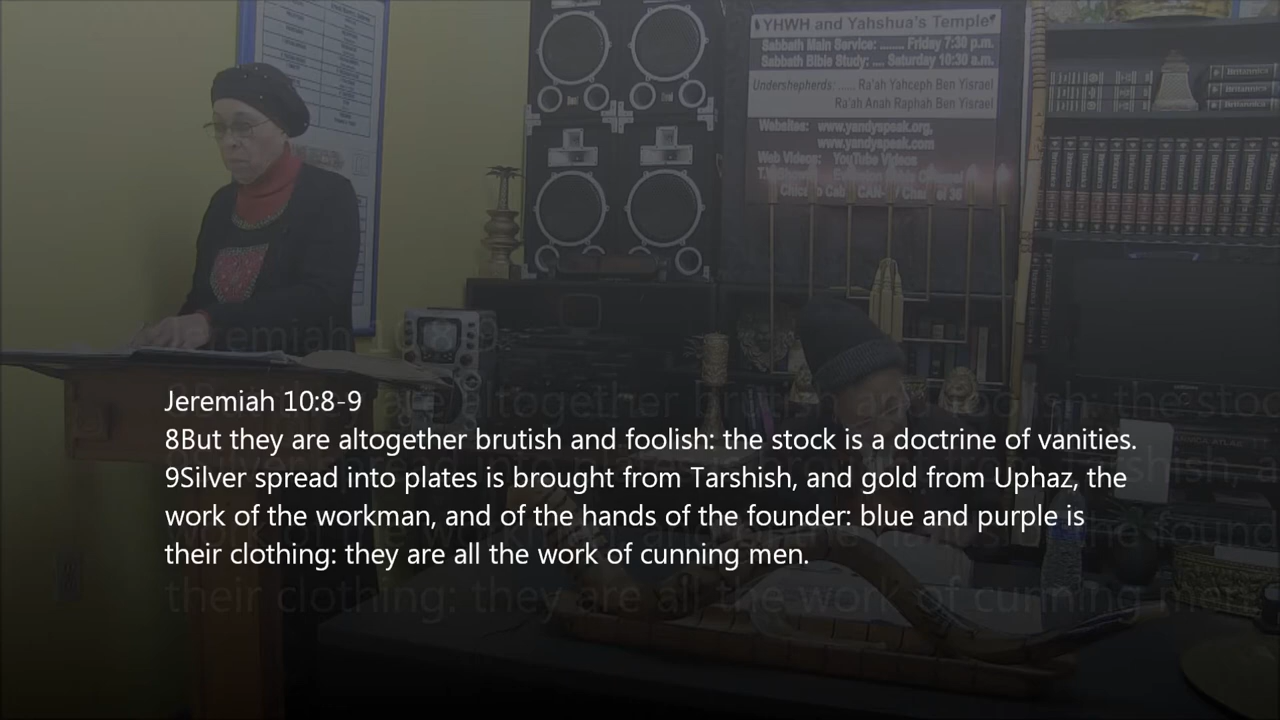 YHWH and Yahshua's Temple
Sabbath Main Service: ........ Friday 7:30 p.m.
Sabbath Bible Study: .... Saturday 10:30 a.m.
Undershepherds: ..... Ra'ah Yahceph Ben Yisrael
Ra'ah Anah Raphah Ben Yisrael
Websites: www.yandyspeak.org,
www.yandyspeak.com
Web Videos: YouTube Videos
Britannica
Britannica
Britannica
Jeremiah 10:8-9
8But they are altogether brutish and foolish: the stock is a doctrine of vanities.
9Silver spread into plates is brought from Tarshish, and gold from Uphaz, the
work of the workman, and of the hands of the founder: blue and purple is
their clothing: they are all the work of cunning men.